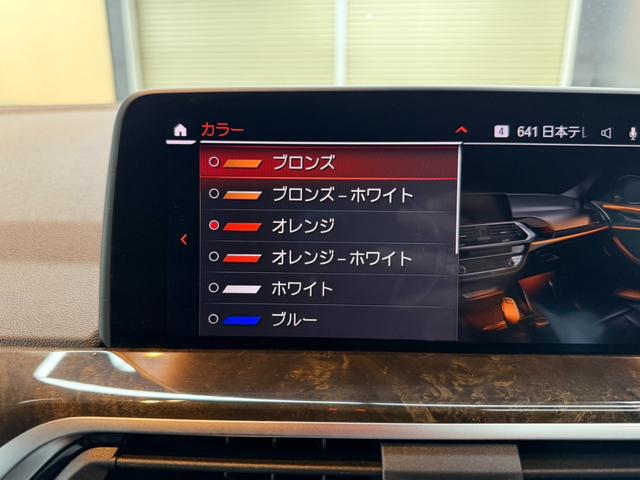 カラー
4 641 日本テレ
ブロンズ
ブロンズ-ホワイト
オレンジ
オレンジ-ホワイト
ホワイト
ブルー